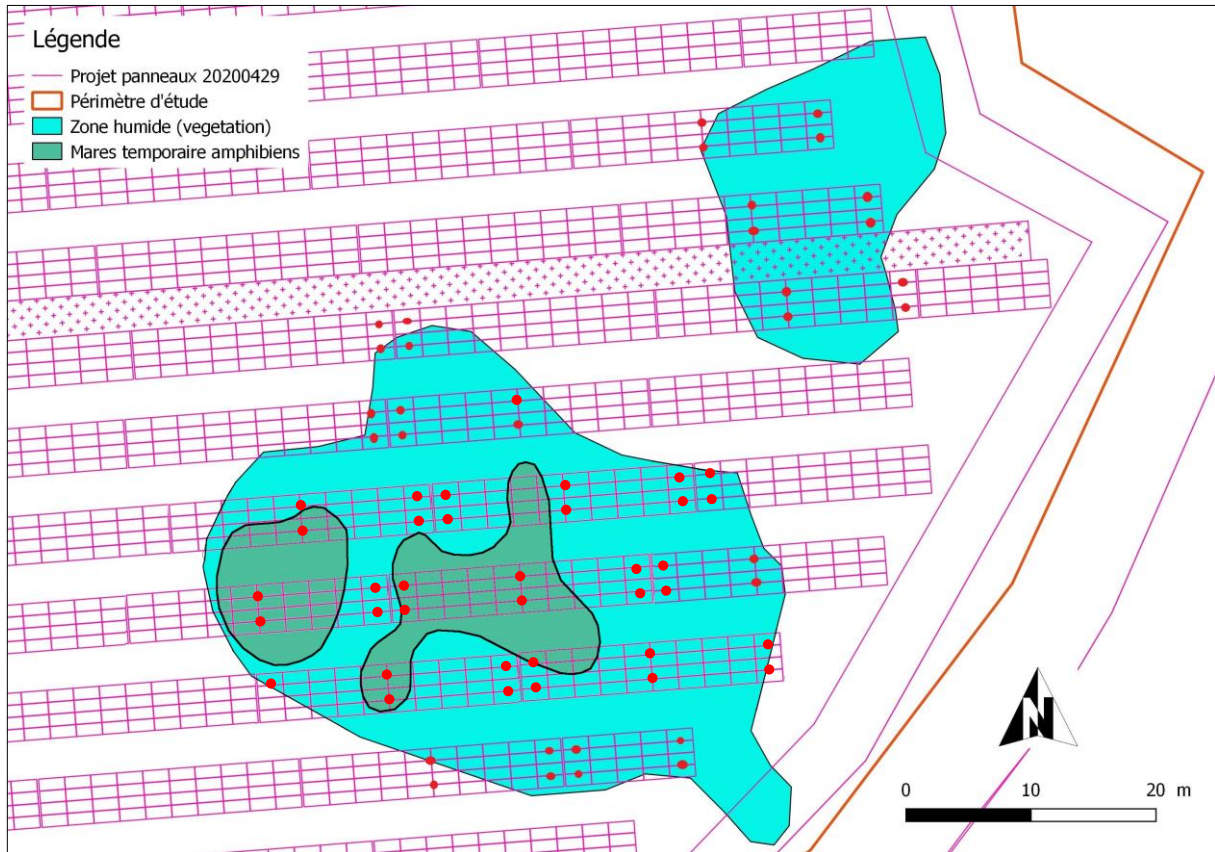 Légende
Projet panneaux 20200429
Périmètre d'étude
Zone humide (vegetation)
Mares temporaire amphibiens
N
0 10 20 m